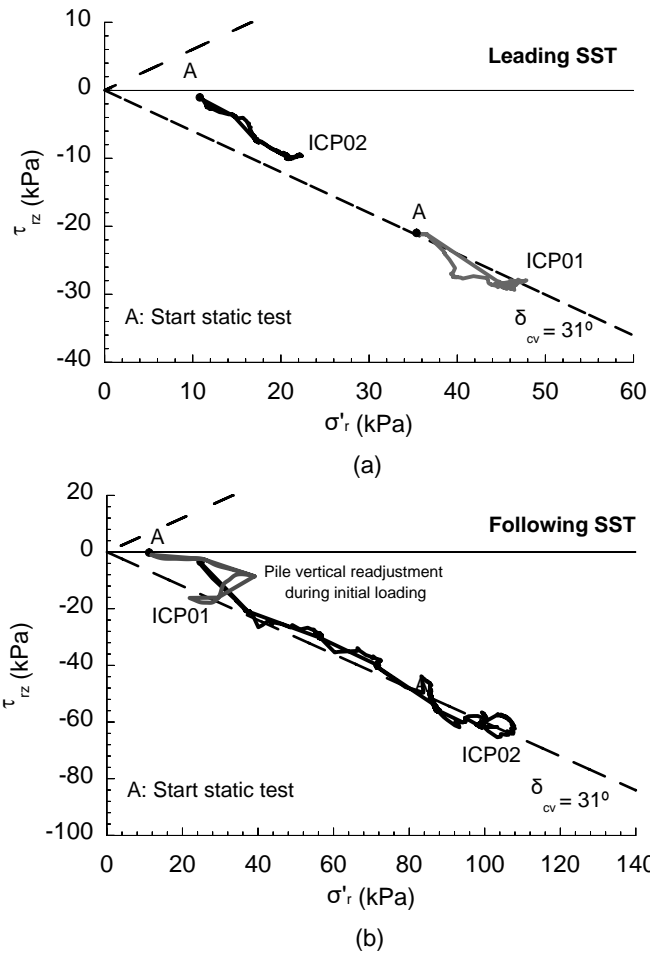 10
Leading SST
A
0
ICP02
-10
τrz (kPa)
A
-20
ICP01
-30
A: Start static test
δcv = 31º
-40
0 10 20 30 40 50 60
σ'r (kPa)
(a)
20
Following SST
A
0
Pile vertical readjustment
during initial loading
-20
ICP01
-40
τrz (kPa)
A
-60
ICP02
-80
A: Start static test
δcv = 31º
-100
0 20 40 60 80 100 120 140
σ'r (kPa)
(b)